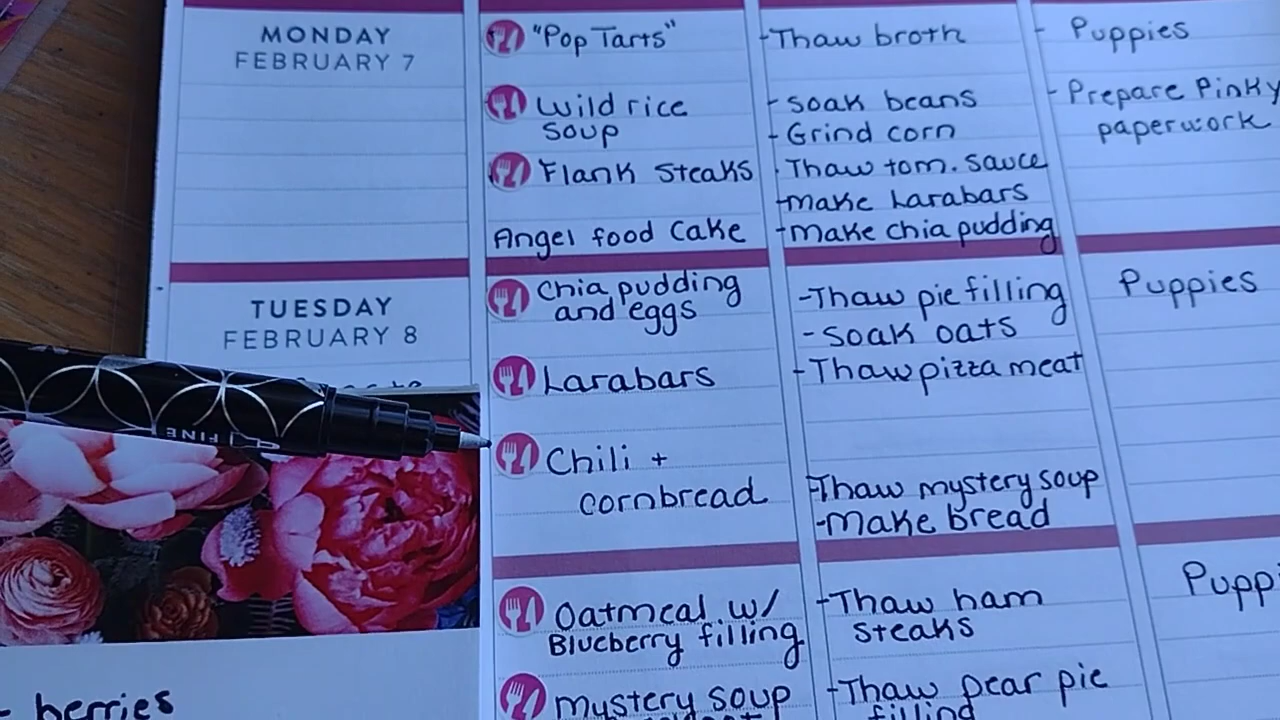 MONDAY
FEBRUARY 7
"Pop Tarts"
Wild rice
soup
Flank Steaks
Angel food cake
-Thaw broth
- soak beans
- Grind corn
-Thaw tom. sauce
-make Larabars
-make chia pudding
- Puppies
- Prepare Pinky
paperwork
TUESDAY
FEBRUARY 8
Chia pudding
and eggs
Larabars
Chili +
cornbread
-Thaw pie filling
- soak oats
-Thaw pizza meat
-Thaw mystery soup
-make bread
Puppies
Oatmeal w/
Blueberry filling
mystery soup
-Thaw ham
steaks
-Thaw pear pie
filling
Puppi
- berries
FINE